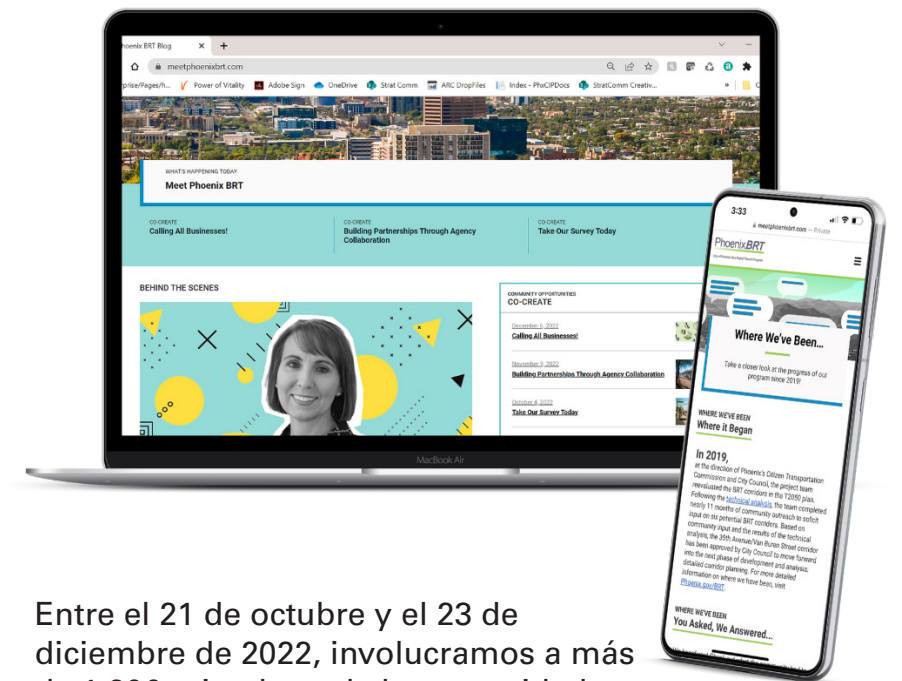 hoenix BRT Blog
meetphoenixbrt.com
rprise/Pages/h... Power of Vitality Adobe Sign OneDrive Strat Comm ARC DropFiles Index - PhxCIPDocs StratComm Creativ...
WHAT'S HAPPENING TODAY
Meet Phoenix BRT
CO-CREATE
Calling All Businesses!
CO-CREATE
Building Partnerships Through Agency
Collaboration
CO-CREATE
Take Our Survey Today
BEHIND THE SCENES
COMMUNITY OPPORTUNITIES
CO-CREATE
December 6, 2022
Calling All Businesses!
November 9, 2022
Building Partnerships Through Agency Collaboration
October 4, 2022
Take Our Survey Today
MacBook Air
3:33
meetphoenixbrt.com — Private
PhoenixBRT
Where We've Been...
Take a closer look at the progress of our
program since 2019!
WHERE WE'VE BEEN
Where it Began
In 2019,
at the direction of Phoenix's Citizen Transportation
Commission and City Council, the project team
reevaluated the BRT corridors in the T2050 plan.
Following the technical analysis, the team completed
nearly 11 months of community outreach to solicit
input on six potential BRT corridors. Based on
community input and the results of the technical
analysis, the 35th Avenue/Van Buren Street corridor
has been approved by City Council to move forward
into the next phase of development and analysis;
detailed corridor planning. For more detailed
information on where we have been, visit
Phoenix.gov/BRT.
WHERE WE'VE BEEN
You Asked, We Answered...
Entre el 21 de octubre y el 23 de
diciembre de 2022, involucramos a más